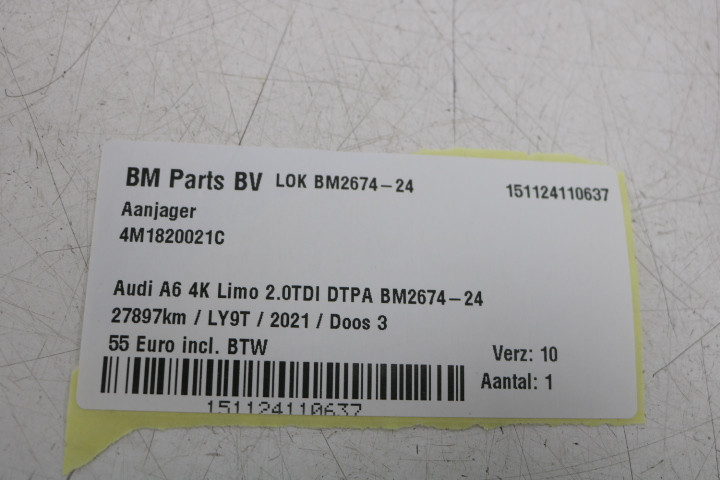 BM Parts BV LOK BM2674-24 151124110637
Aanjager
4M1820021C
Audi A6 4K Limo 2.0TDI DTPA BM2674-24
27897km / LY9T / 2021 / Doos 3
55 Euro incl. BTW Verz: 10
Aantal: 1
151124110637